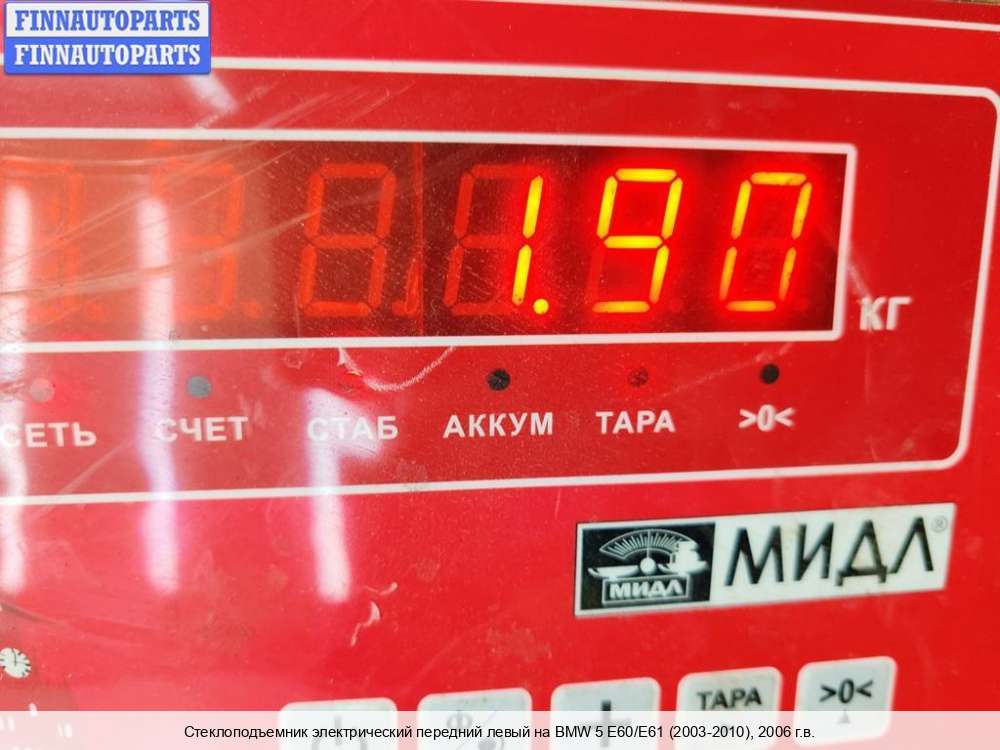 FINNAUTOPARTS
FINNAUTOPARTS
1.90
КГ
СЕТЬ СЧЕТ СТАБ АККУМ ТАРА >0<
МИДЛ МИДЛ®
ТАРА >0<
Стеклоподъемник электрический передний левый на BMW 5 E60/E61 (2003-2010), 2006 г.в.